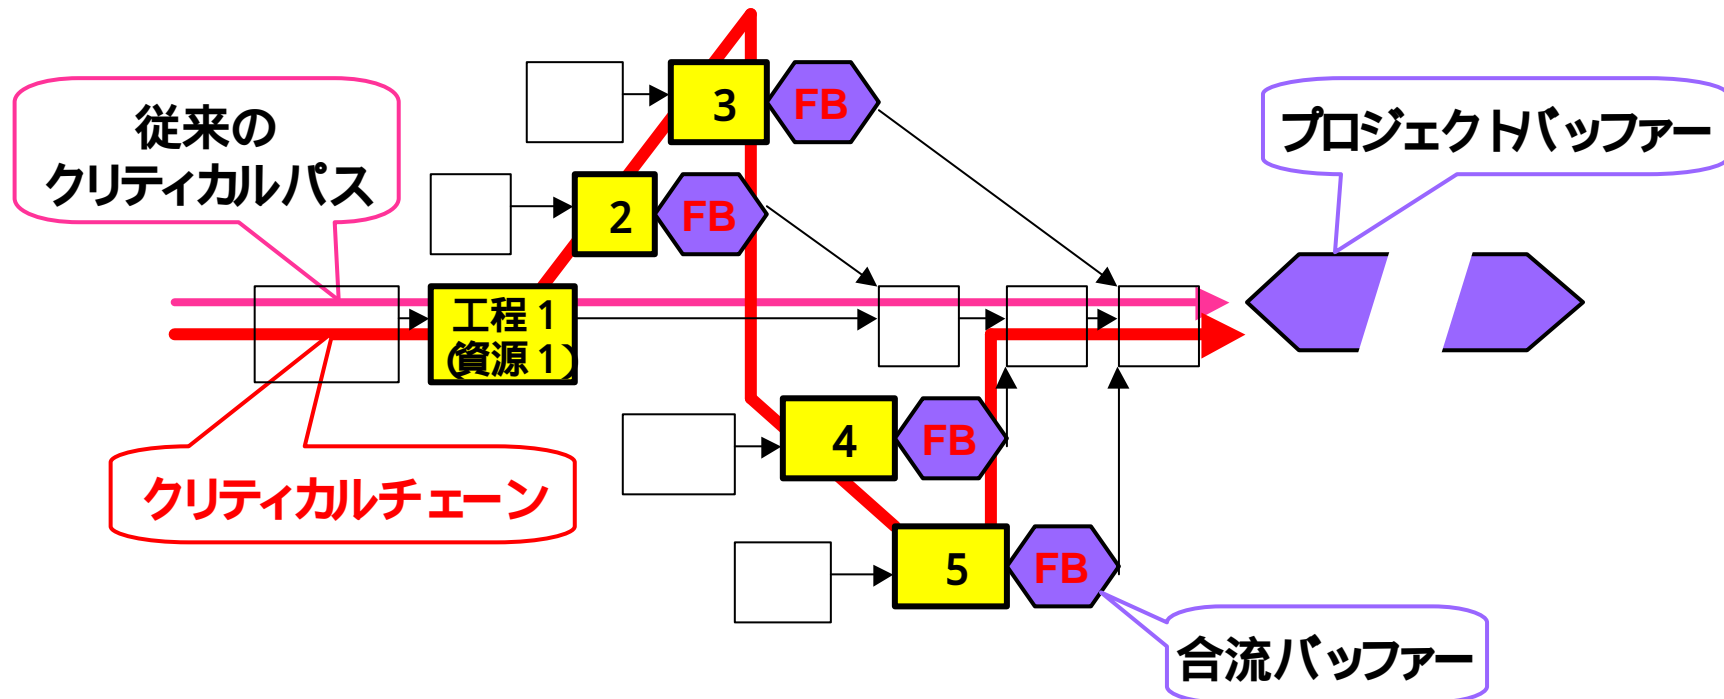 従来の
クリティカルパス
3
FB
プロジェクトバッファー
2
FB
工程1
(資源1)
4
FB
クリティカルチェーン
5
FB
合流バッファー